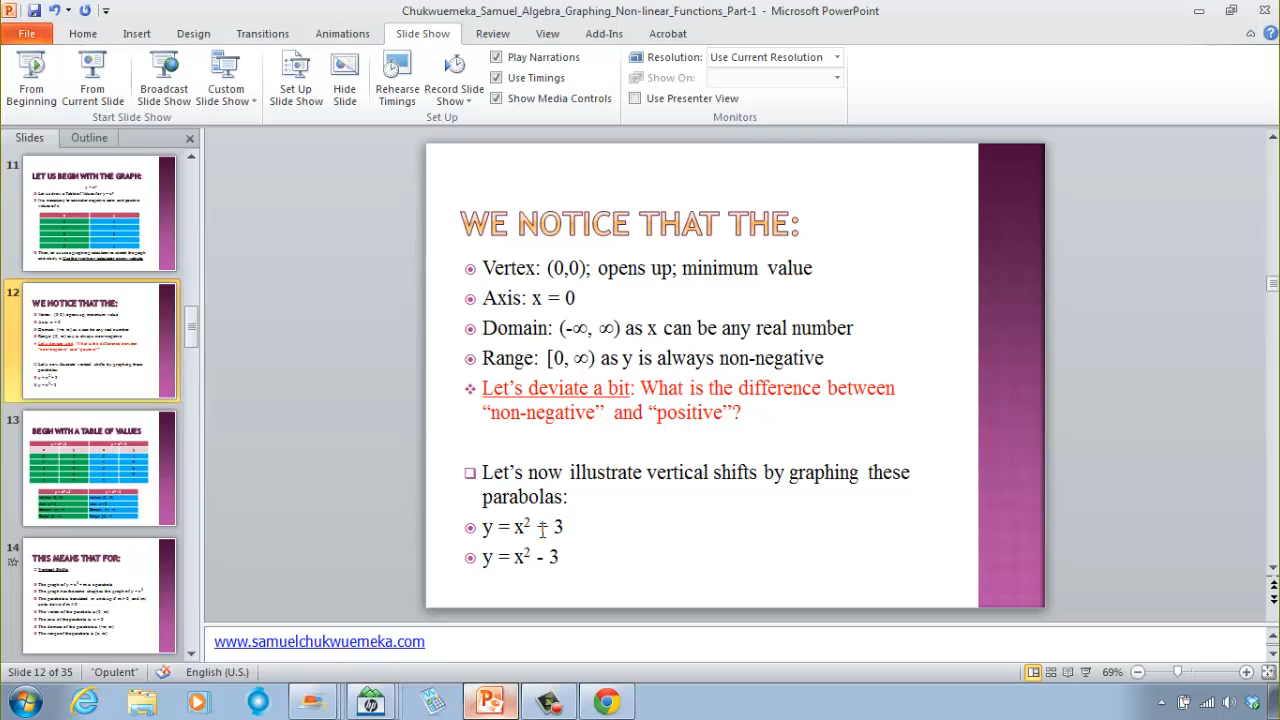 Chukwuemeka_Samuel_Algebra_Graphing_Non-linear_Functions_Part-1 - Microsoft PowerPoint
File Home Insert Design Transitions Animations Slide Show Review View Add-Ins Acrobat
From Beginning
From Current Slide
Broadcast Slide Show
Custom Slide Show
Set Up Slide Show
Hide Slide
Rehearse Timings
Record Slide Show
Play Narrations
Use Timings
Show Media Controls
Resolution: Use Current Resolution
Show On:
Use Presenter View
Start Slide Show
Set Up
Monitors
Slides Outline
11
LET US BEGIN WITH THE GRAPH:
12
WE NOTICE THAT THE:
13
BEGIN WITH A TABLE OF VALUES
14
THIS MEANS THAT FOR:
Vertical Shifts
WE NOTICE THAT THE:
Vertex: (0,0); opens up; minimum value
Axis: x = 0
Domain: (-∞, ∞) as x can be any real number
Range: [0, ∞) as y is always non-negative
Let's deviate a bit: What is the difference between
“non-negative” and “positive”?
Let's now illustrate vertical shifts by graphing these
parabolas:
y = x² + 3
y = x² - 3
www.samuelchukwuemeka.com
Slide 12 of 35 "Opulent" English (U.S.) 69%